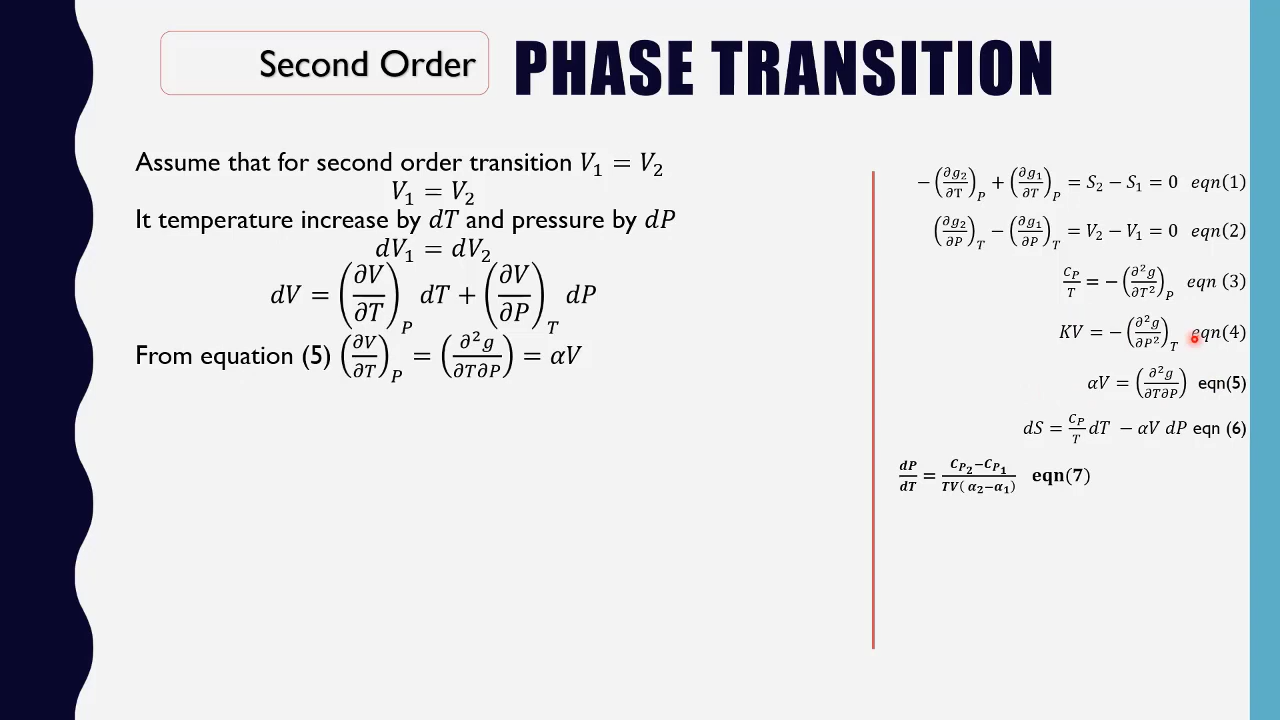 Second Order
PHASE TRANSITION
Assume that for second order transition 𝑉₁ = 𝑉₂
𝑉₁ = 𝑉₂
It temperature increase by 𝑑𝑇 and pressure by 𝑑𝑃
𝑑𝑉₁ = 𝑑𝑉₂
𝑑𝑉 = (∂𝑉/∂𝑇)_𝑃 𝑑𝑇 + (∂𝑉/∂𝑃)_𝑇 𝑑𝑃
From equation (5) (∂𝑉/∂𝑇)_𝑃 = (∂²𝑔/∂𝑇∂𝑃) = 𝛼𝑉
−(∂𝑔₂/∂T)_𝑃 + (∂𝑔₁/∂𝑇)_𝑃 = 𝑆₂ − 𝑆₁ = 0 𝑒𝑞𝑛(1)
(∂𝑔₂/∂𝑃)_𝑇 − (∂𝑔₁/∂𝑃)_𝑇 = 𝑉₂ − 𝑉₁ = 0 𝑒𝑞𝑛(2)
𝐶_𝑃/𝑇 = −(∂²𝑔/∂𝑇²)_𝑃 𝑒𝑞𝑛 (3)
𝐾𝑉 = −(∂²𝑔/∂𝑃²)_𝑇 𝑒𝑞𝑛(4)
𝛼𝑉 = (∂²𝑔/∂𝑇∂𝑃) eqn(5)
𝑑𝑆 = 𝐶_𝑃/𝑇 𝑑𝑇 − 𝛼𝑉 𝑑𝑃 eqn (6)
𝒅𝑷/𝒅𝑻 = (𝑪_𝑷₂ − 𝑪_𝑷₁)/(𝑻𝑽( 𝜶₂ − 𝜶₁)) eqn(7)